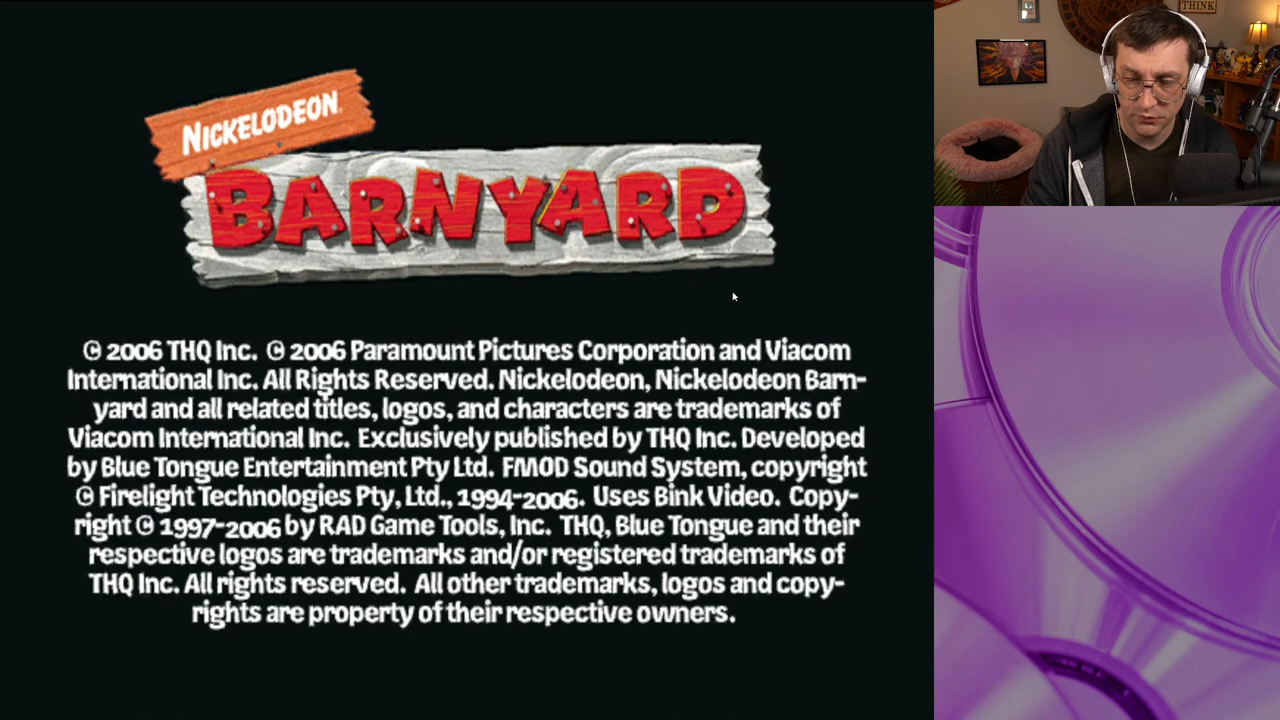 THINK
NICKELODEON
BARNYARD
© 2006 THQ Inc. © 2006 Paramount Pictures Corporation and Viacom
International Inc. All Rights Reserved. Nickelodeon, Nickelodeon Barn-
yard and all related titles, logos, and characters are trademarks of
Viacom International Inc. Exclusively published by THQ Inc. Developed
by Blue Tongue Entertainment Pty Ltd. FMOD Sound System, copyright
© Firelight Technologies Pty, Ltd., 1994-2006. Uses Bink Video. Copy-
right © 1997-2006 by RAD Game Tools, Inc. THQ, Blue Tongue and their
respective logos are trademarks and/or registered trademarks of
THQ Inc. All rights reserved. All other trademarks, logos and copy-
rights are property of their respective owners.